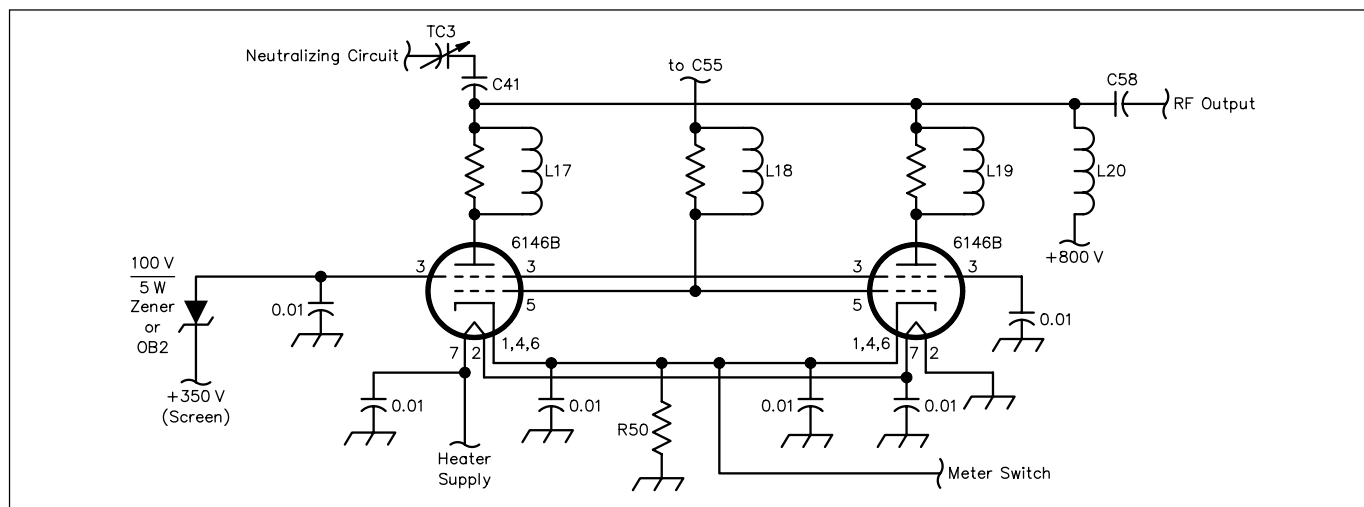 TC3
Neutralizing Circuit
C41
to C55
C58
RF Output
L17
L18
L19
L20
6146B
6146B
+800 V
100 V
5 W
Zener
or
OB2
3
3
3
3
0.01
5
5
0.01
1,4,6
1,4,6
7
2
7
2
+350 V
(Screen)
0.01
0.01
0.01
0.01
R50
Heater
Supply
Meter Switch